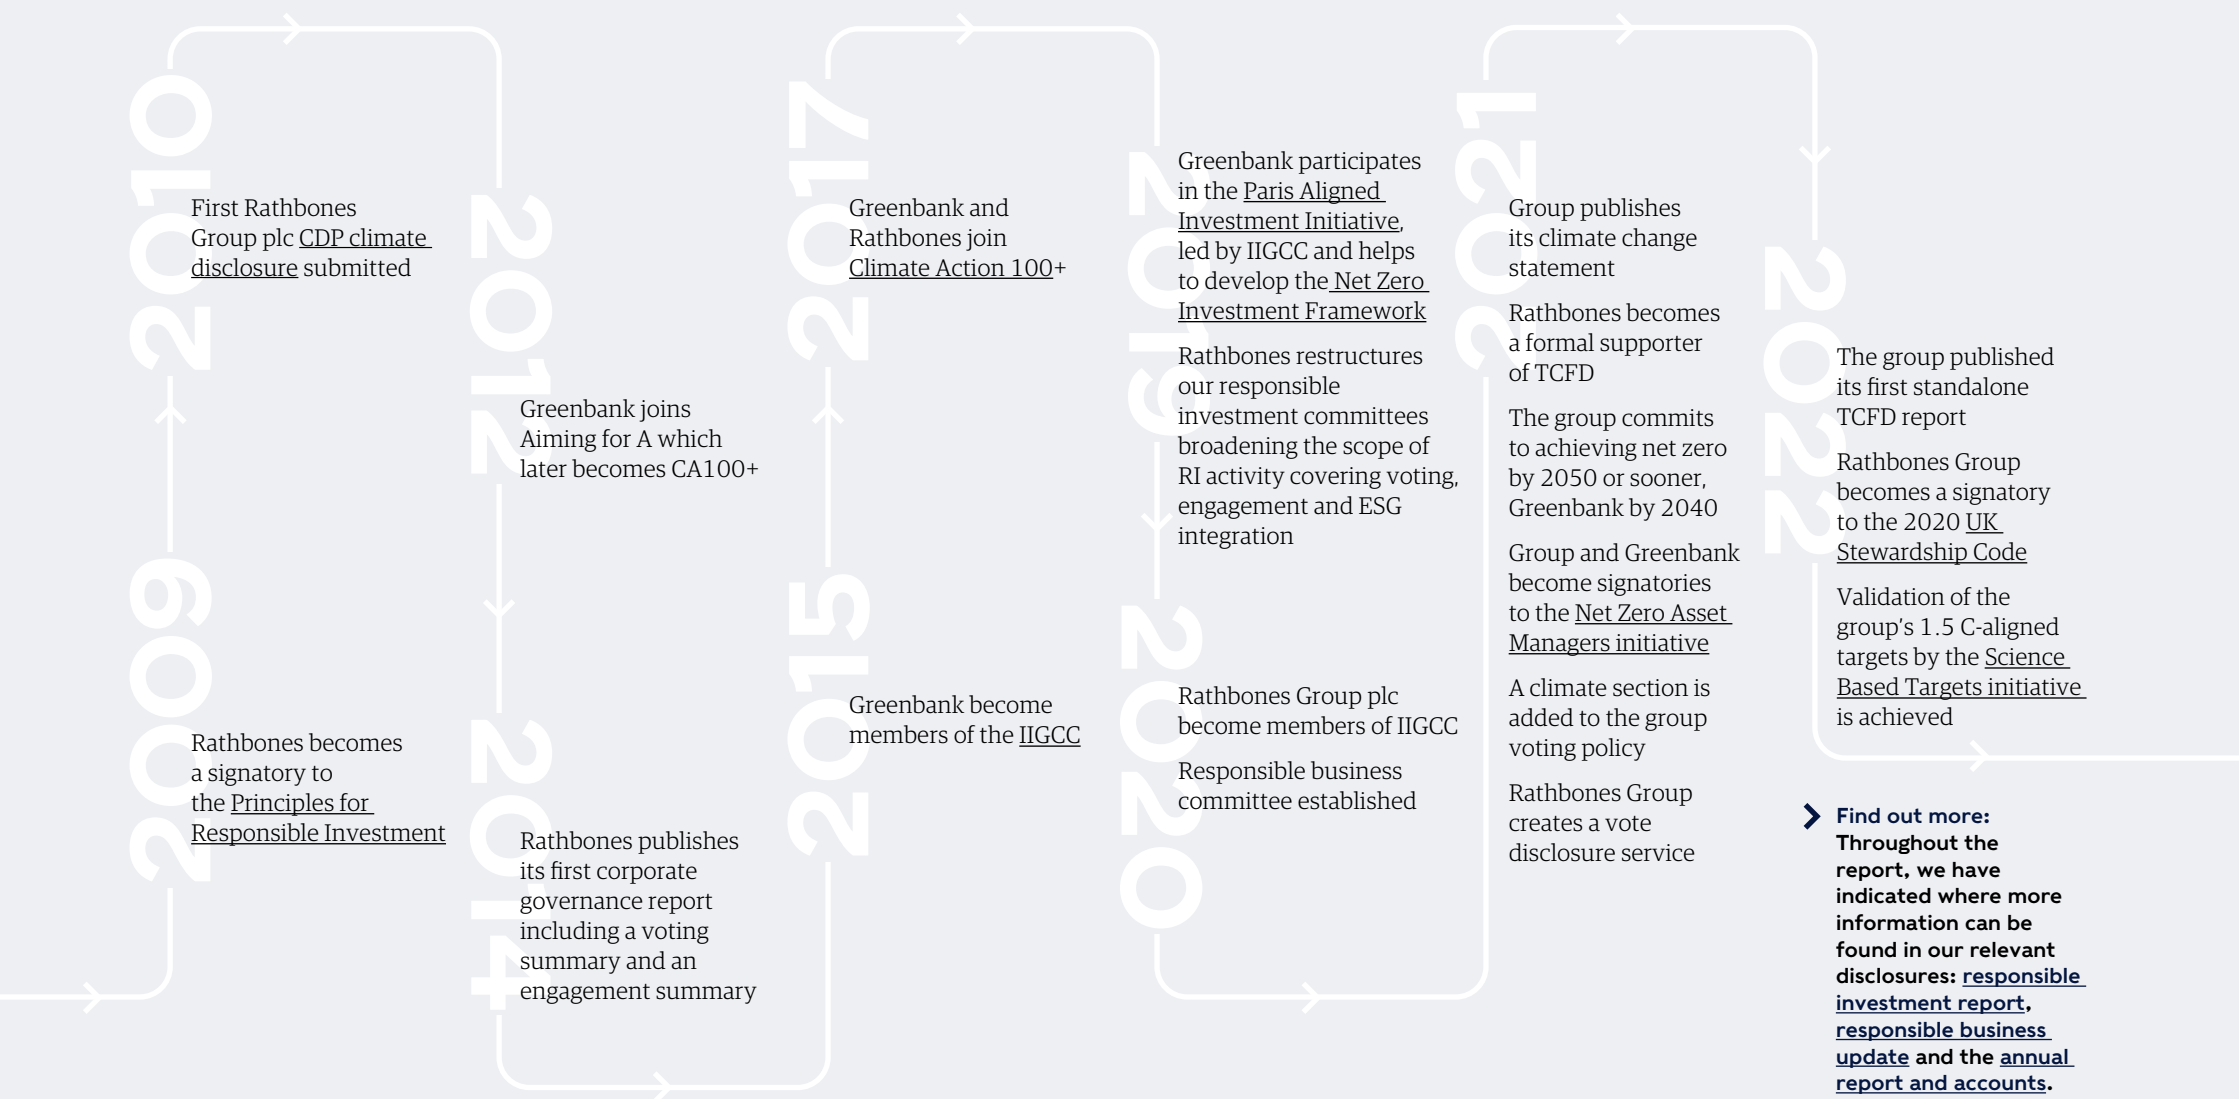 2009
Rathbones becomes
a signatory to
the Principles for
Responsible Investment
2010
First Rathbones
Group plc CDP climate
disclosure submitted
2012
Greenbank joins
Aiming for A which
later becomes CA100+
2014
Rathbones publishes
its first corporate
governance report
including a voting
summary and an
engagement summary
2015
Greenbank become
members of the IIGCC
2017
Greenbank and
Rathbones join
Climate Action 100+
2019
Greenbank participates
in the Paris Aligned
Investment Initiative,
led by IIGCC and helps
to develop the Net Zero
Investment Framework
Rathbones restructures
our responsible
investment committees
broadening the scope of
RI activity covering voting,
engagement and ESG
integration
2020
Rathbones Group plc
become members of IIGCC
Responsible business
committee established
2021
Group publishes
its climate change
statement
Rathbones becomes
a formal supporter
of TCFD
The group commits
to achieving net zero
by 2050 or sooner,
Greenbank by 2040
Group and Greenbank
become signatories
to the Net Zero Asset
Managers initiative
A climate section is
added to the group
voting policy
Rathbones Group
creates a vote
disclosure service
2022
The group published
its first standalone
TCFD report
Rathbones Group
becomes a signatory
to the 2020 UK
Stewardship Code
Validation of the
group's 1.5 C-aligned
targets by the Science
Based Targets initiative
is achieved
Find out more:
Throughout the
report, we have
indicated where more
information can be
found in our relevant
disclosures: responsible
investment report,
responsible business
update and the annual
report and accounts.